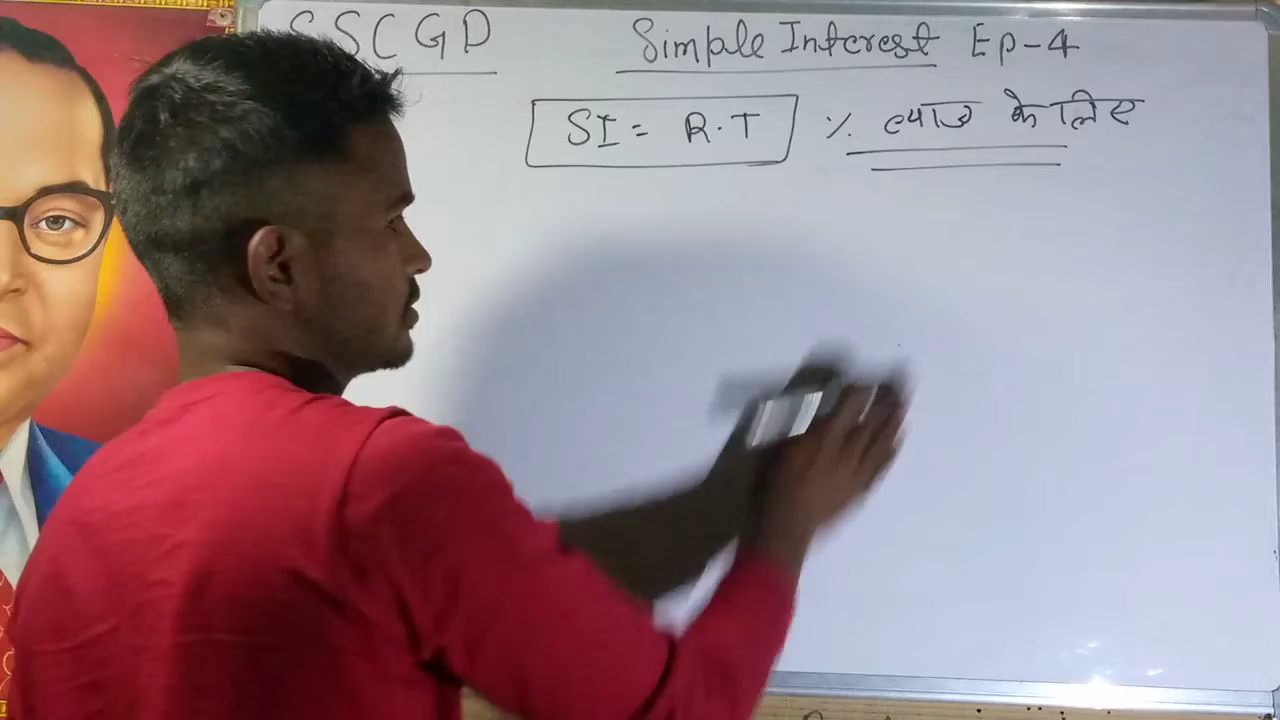 SSCGD Simple Interest Ep-4
SI = R.T % ब्याज के लिए